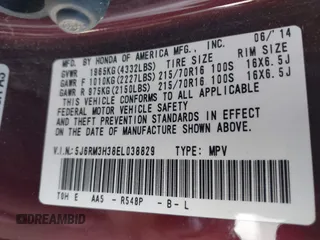 MFD. BY HONDA OF AMERICA MFG., INC. 06/'14
GVWR 1965KG(4332LBS) TIRE SIZE RIM SIZE
GAWR F 1010KG(2227LBS) 215/70R16 100S 16X6.5J
GAWR R 975KG(2150LBS) 215/70R16 100S 16X6.5J
THIS VEHICLE CONFORMS TO ALL APPLICABLE FEDERAL
MOTOR VEHICLE SAFETY
AND BUMPER STANDARDS IN EFFECT
ON THE DATE OF MANUFACTURE SHOWN ABOVE.
V.I.N:5J6RM3H38EL038829 TYPE: MPV
T0H E AA5 - R548P -B-L
DREAMBID